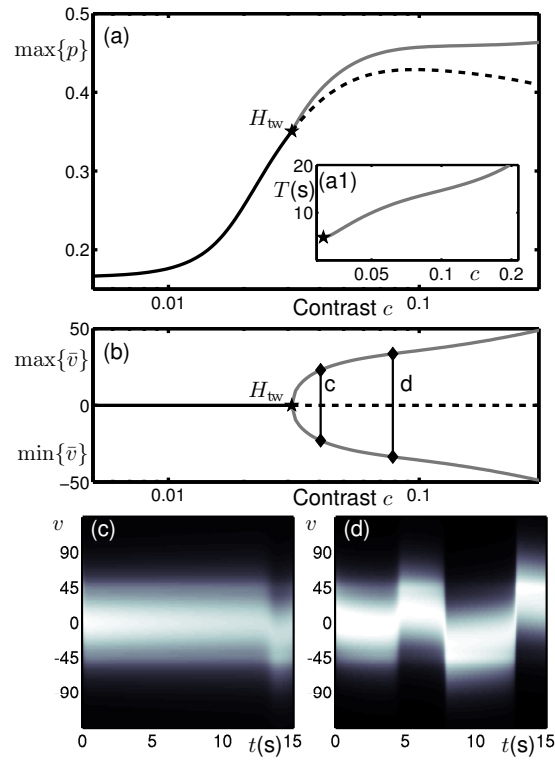 (a)
0.5
max{p}
0.4
H_tw
0.3
0.2
(a1)
T(s)
20
10
0.05 0.1 c 0.2
0.01 Contrast c 0.1
(b)
50
max{v̄}
H_tw
c d
0
min{v̄}
−50
0.01 Contrast c 0.1
(c)
v
90
45
0
-45
-90
0 5 10 t(s) 15
(d)
v
90
45
0
-45
-90
0 5 10 t(s) 15